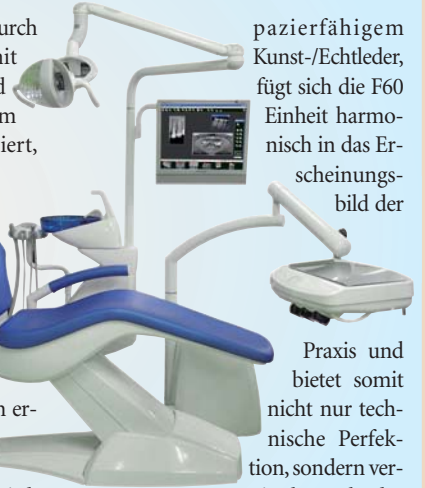 urch
mit
d
m
iert,
n er-
pazierfähigem
Kunst-/Echtleder,
fügt sich die F60
Einheit harmo-
nisch in das Er-
scheinungs-
bild der
Praxis und
bietet somit
nicht nur tech-
nische Perfek-
tion, sondern ver-